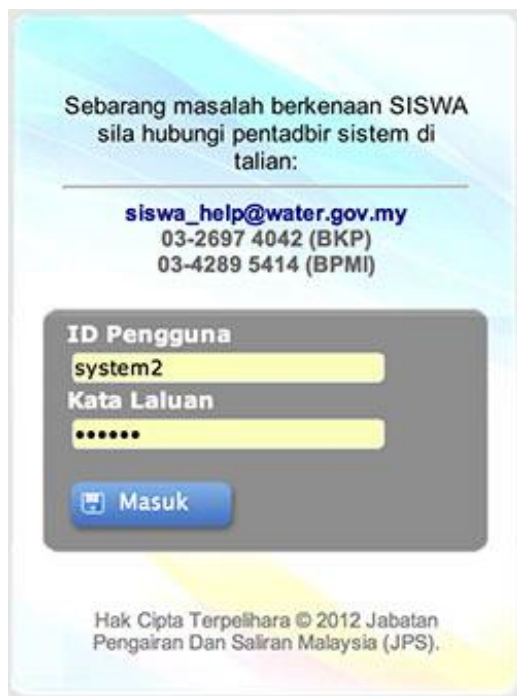 Sebarang masalah berkenaan SISWA
sila hubungi pentadbir sistem di
talian:
siswa_help@water.gov.my
03-2697 4042 (BKP)
03-4289 5414 (BPMI)
ID Pengguna
system2
Kata Laluan
••••••
Masuk
Hak Cipta Terpelihara © 2012 Jabatan
Pengairan Dan Saliran Malaysia (JPS).